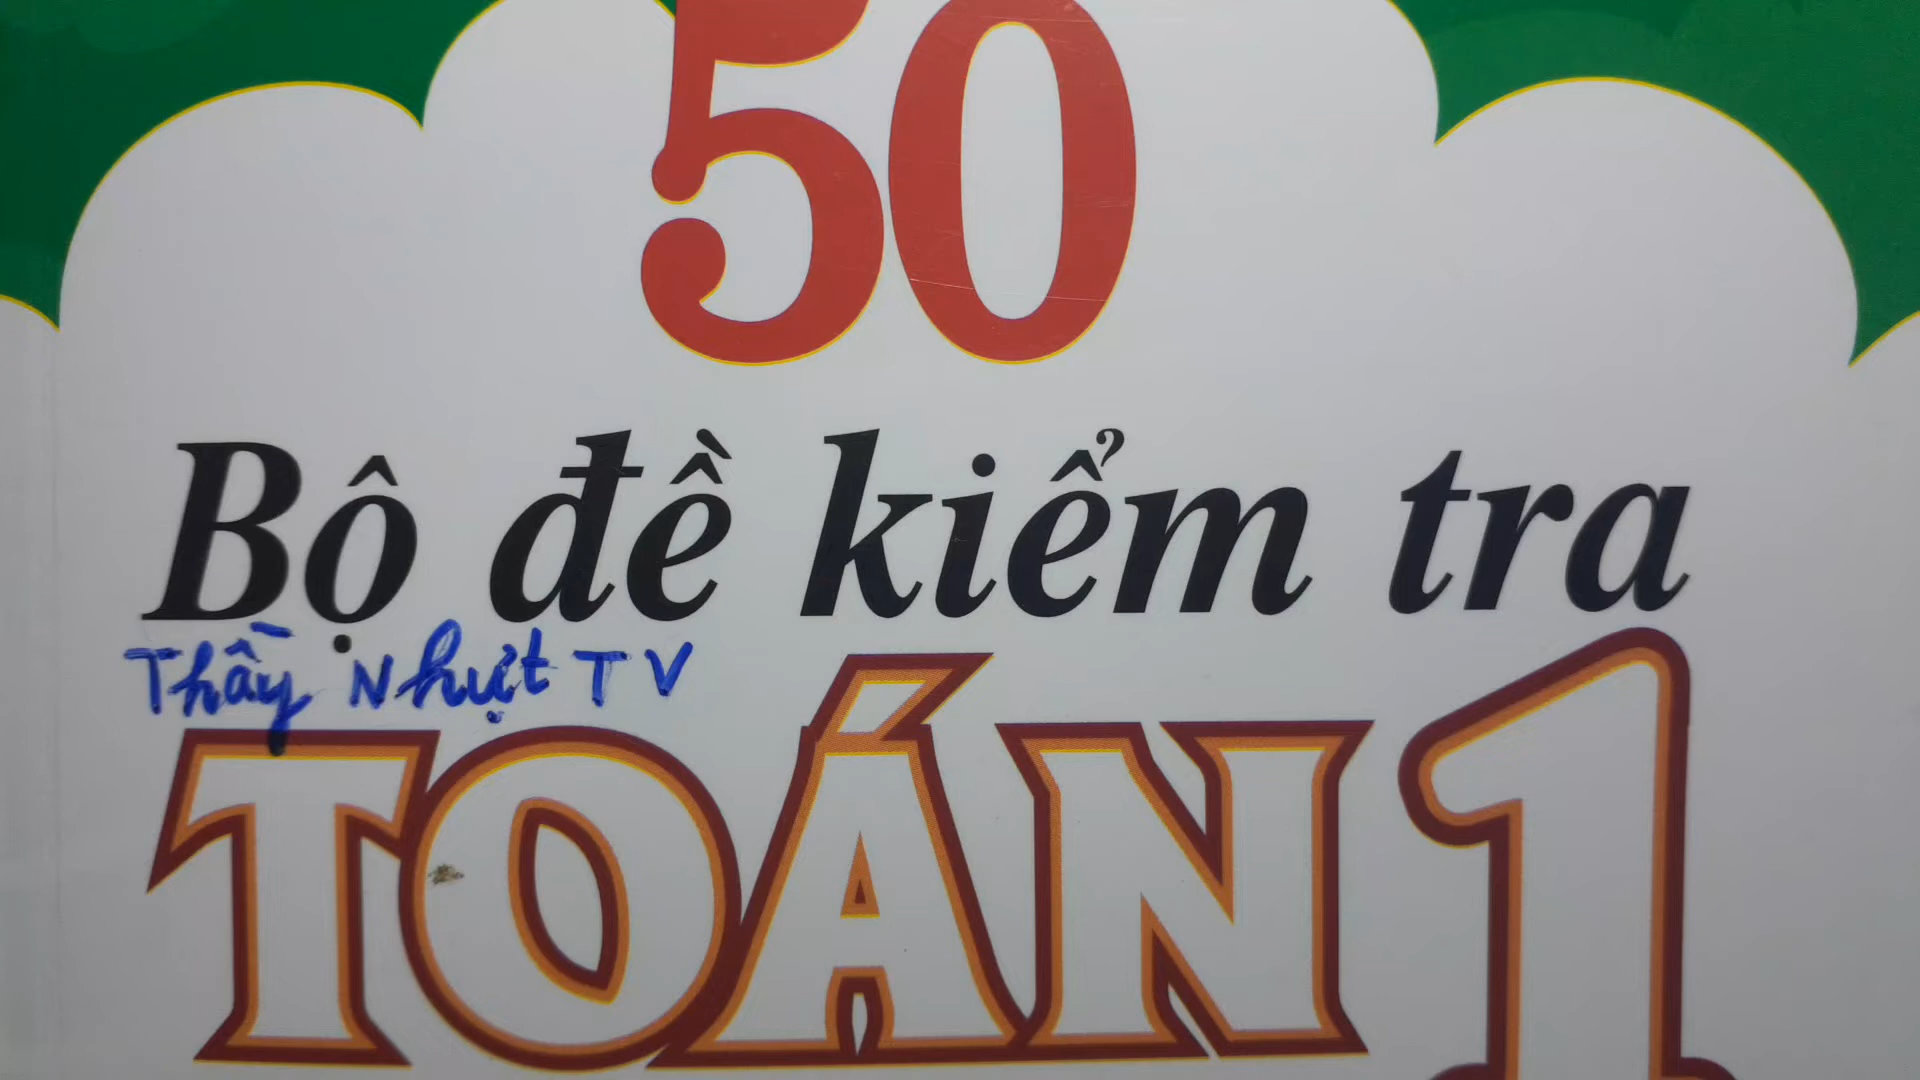 50
Bộ đề kiểm tra
Thầy Nhựt TV
TOÁN 1